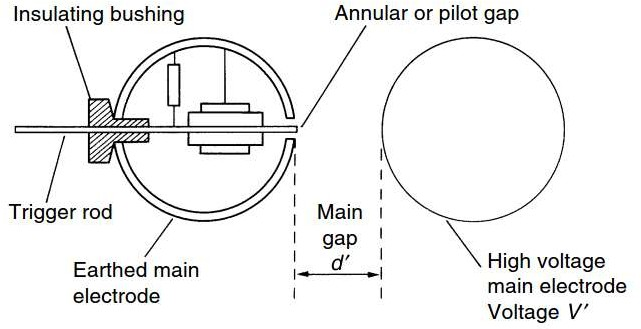 Insulating bushing
Annular or pilot gap
Trigger rod
Main
gap
d′
Earthed main
electrode
High voltage
main electrode
Voltage V′